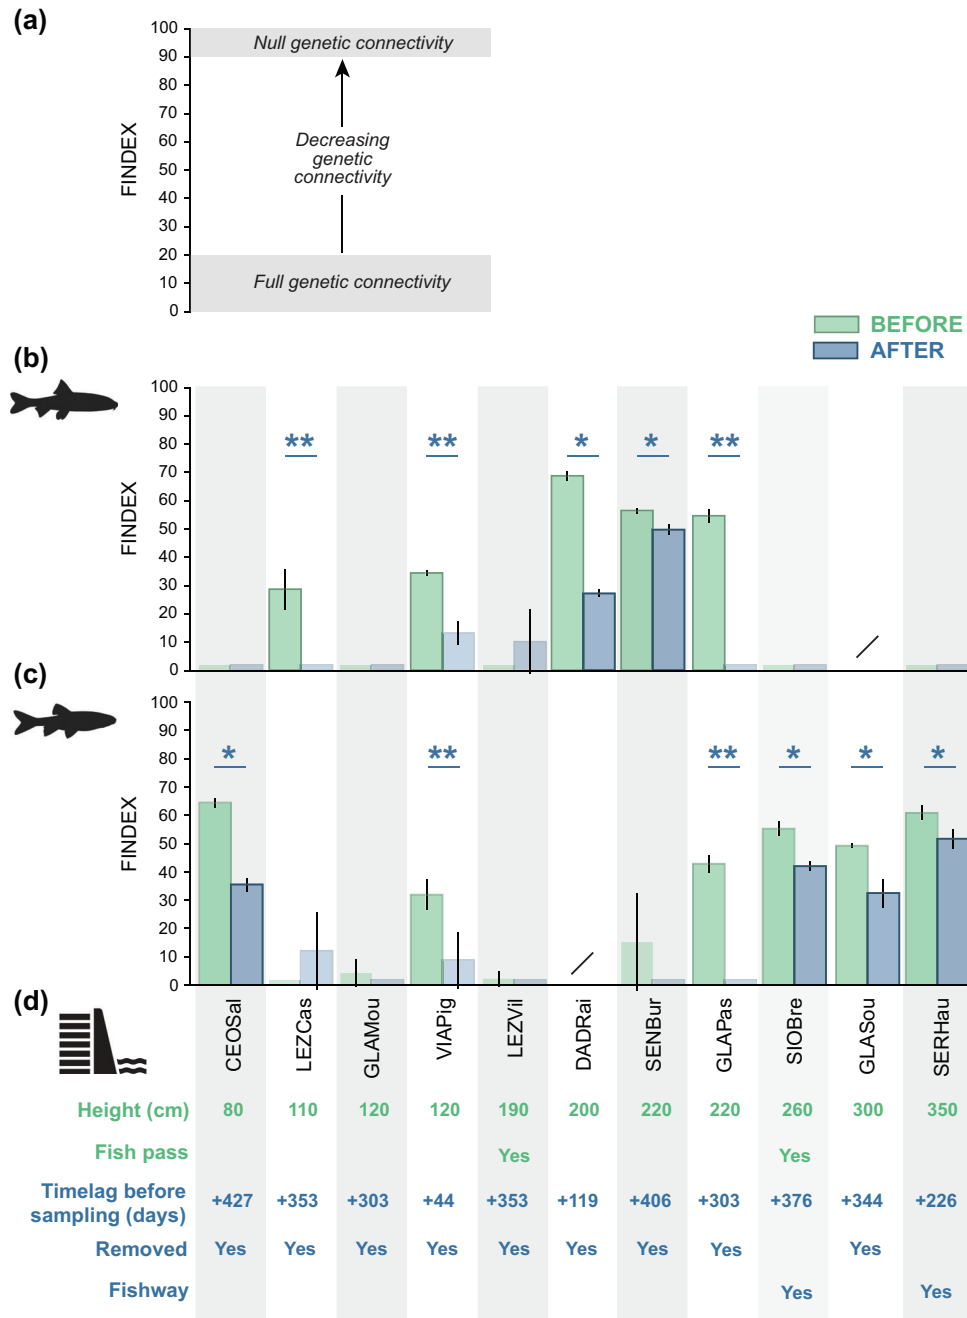 (a)
100
90
80
70
60
50
40
30
20
10
0
FINDEX
Null genetic connectivity
Decreasing
genetic
connectivity
Full genetic connectivity
BEFORE
AFTER
(b)
100
90
80
70
60
50
40
30
20
10
0
FINDEX
** ** * * **
(c)
100
90
80
70
60
50
40
30
20
10
0
FINDEX
* ** ** * * *
(d)
CEOSal LEZCas GLAMou VIAPig LEZVil DADRai SENBur GLAPas SIOBre GLASou SERHau
Height (cm) 80 110 120 120 190 200 220 220 260 300 350
Fish pass Yes Yes
Timelag before
sampling (days) +427 +353 +303 +44 +353 +119 +406 +303 +376 +344 +226
Removed Yes Yes Yes Yes Yes Yes Yes Yes Yes
Fishway Yes Yes